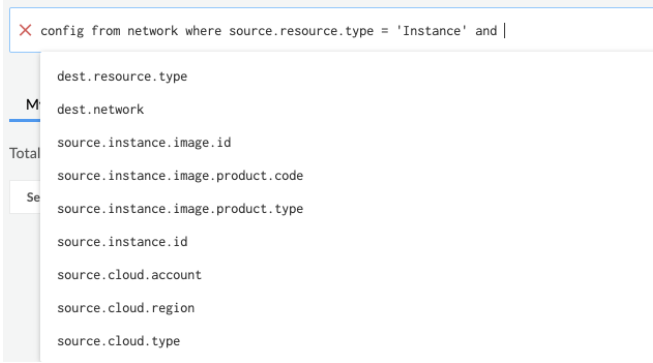 config from network where source.resource.type = 'Instance' and
dest.resource.type
My
dest.network
source.instance.image.id
Total
source.instance.image.product.code
Se
source.instance.image.product.type
source.instance.id
source.cloud.account
source.cloud.region
source.cloud.type